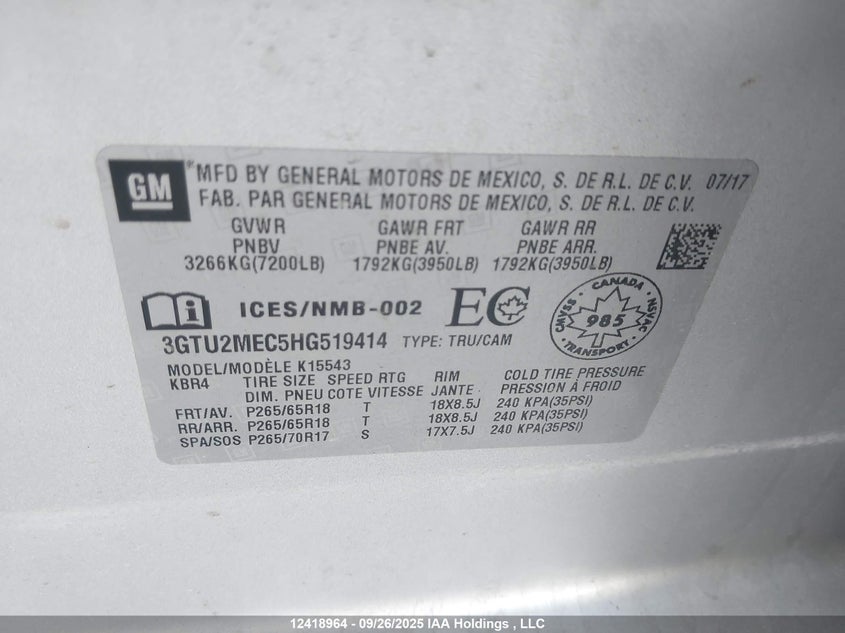 GM
MFD BY GENERAL MOTORS DE MEXICO, S. DE R.L. DE C.V. 07/17
FAB. PAR GENERAL MOTORS DE MEXICO, S. DE R.L. DE C.V.
GVWR GAWR FRT GAWR RR
PNBV PNBE AV. PNBE ARR.
3266KG(7200LB) 1792KG(3950LB) 1792KG(3950LB)
ICES/NMB-002 EC
CANADA
CMVSS 985 NSVAC
TRANSPORT
3GTU2MEC5HG519414 TYPE: TRU/CAM
MODEL/MODÈLE K15543
KBR4 TIRE SIZE SPEED RTG RIM COLD TIRE PRESSURE
DIM. PNEU COTE VITESSE JANTE PRESSION À FROID
FRT/AV. P265/65R18 T 18X8.5J 240 KPA(35PSI)
RR/ARR. P265/65R18 T 18X8.5J 240 KPA(35PSI)
SPA/SOS P265/70R17 S 17X7.5J 240 KPA(35PSI)
12418964 - 09/26/2025 IAA Holdings , LLC